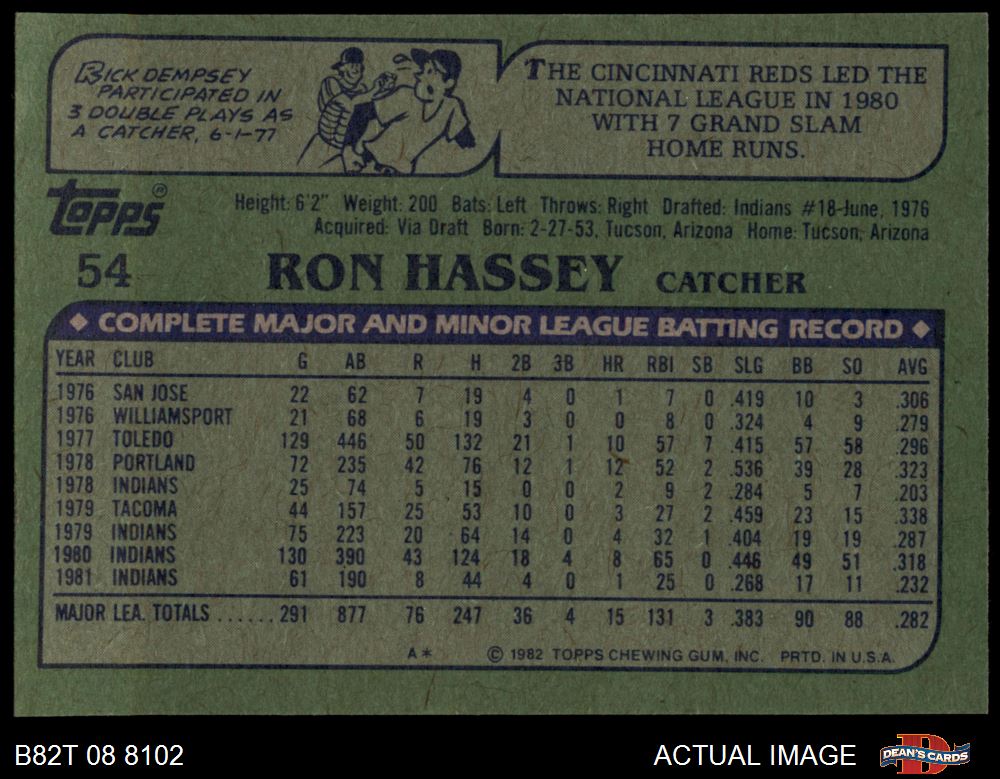 RICK DEMPSEY
PARTICIPATED IN
3 DOUBLE PLAYS AS
A CATCHER, 6-1-77
THE CINCINNATI REDS LED THE
NATIONAL LEAGUE IN 1980
WITH 7 GRAND SLAM
HOME RUNS.
Topps®
Height: 6'2" Weight: 200 Bats: Left Throws: Right Drafted: Indians #18-June, 1976
Acquired: Via Draft Born: 2-27-53, Tucson, Arizona Home: Tucson, Arizona
54 RON HASSEY CATCHER
◆ COMPLETE MAJOR AND MINOR LEAGUE BATTING RECORD ◆
YEAR CLUB G AB R H 2B 3B HR RBI SB SLG BB SO AVG
1976 SAN JOSE 22 62 7 19 4 0 1 7 0 .419 10 3 .306
1976 WILLIAMSPORT 21 68 6 19 3 0 0 8 0 .324 4 9 .279
1977 TOLEDO 129 446 50 132 21 1 10 57 7 .415 57 58 .296
1978 PORTLAND 72 235 42 76 12 1 12 52 2 .536 39 28 .323
1978 INDIANS 25 74 5 15 0 0 2 9 2 .284 5 7 .203
1979 TACOMA 44 157 25 53 10 0 3 27 2 .459 23 15 .338
1979 INDIANS 75 223 20 64 14 0 4 32 1 .404 19 19 .287
1980 INDIANS 130 390 43 124 18 4 8 65 0 .446 49 51 .318
1981 INDIANS 61 190 8 44 4 0 1 25 0 .268 17 11 .232
MAJOR LEA. TOTALS ...... 291 877 76 247 36 4 15 131 3 .383 90 88 .282
A* © 1982 TOPPS CHEWING GUM, INC. PRTD. IN U.S.A.
B82T 08 8102 ACTUAL IMAGE DEAN'S CARDS